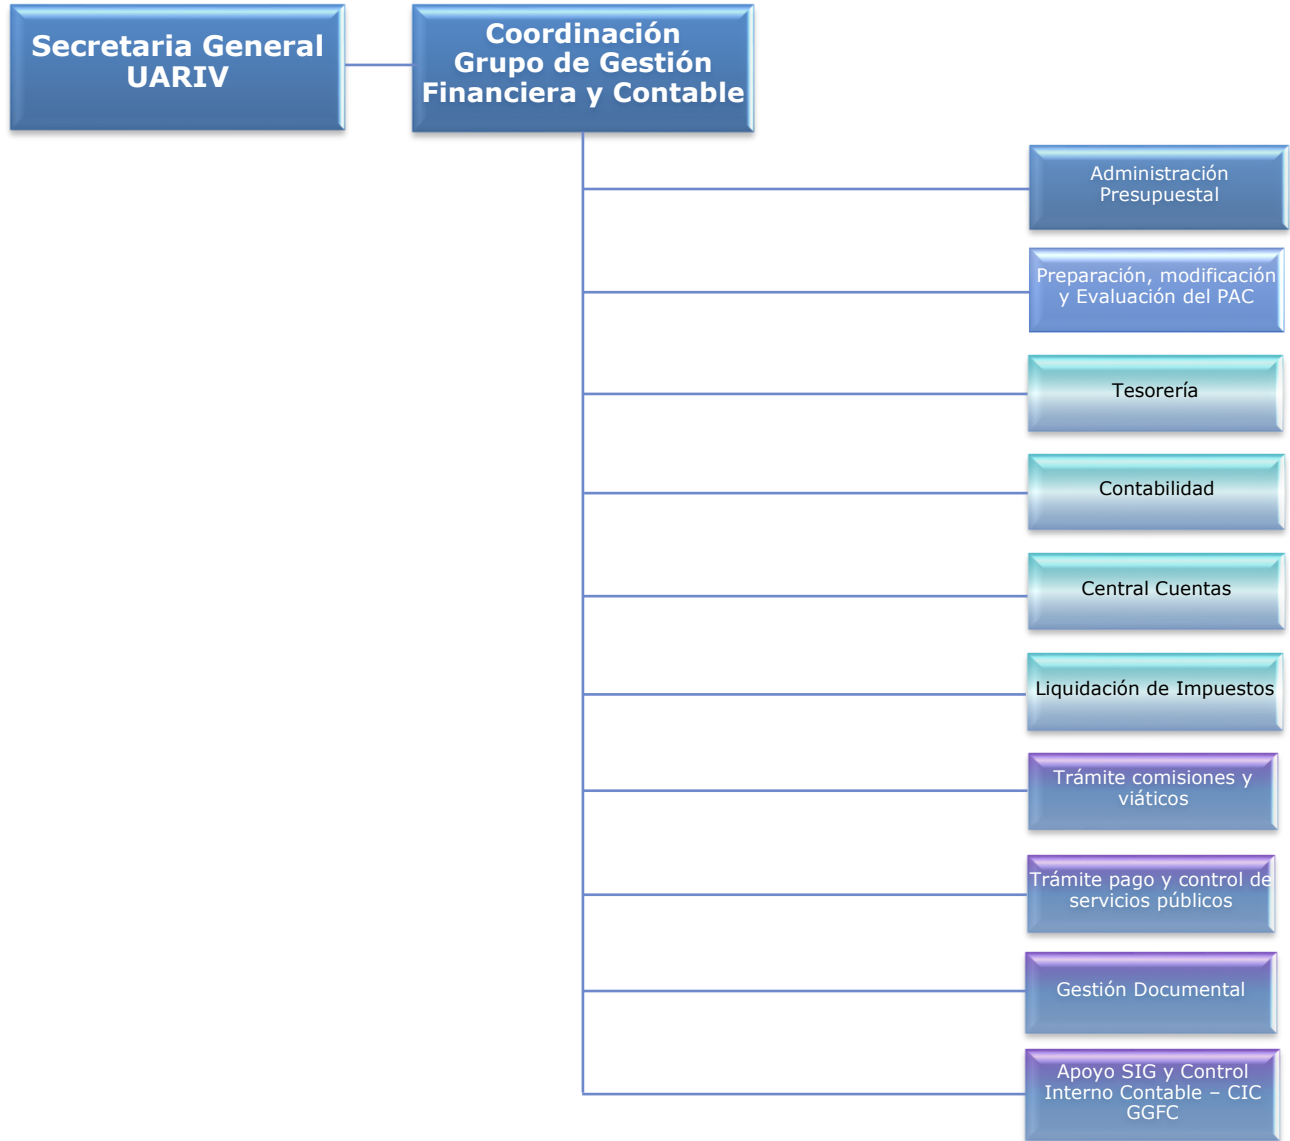 Secretaria General
UARIV
Coordinación
Grupo de Gestión
Financiera y Contable
Administración
Presupuestal
Preparación, modificación
y Evaluación del PAC
Tesorería
Contabilidad
Central Cuentas
Liquidación de Impuestos
Trámite comisiones y
viáticos
Trámite pago y control de
servicios públicos
Gestión Documental
Apoyo SIG y Control
Interno Contable – CIC
GGFC